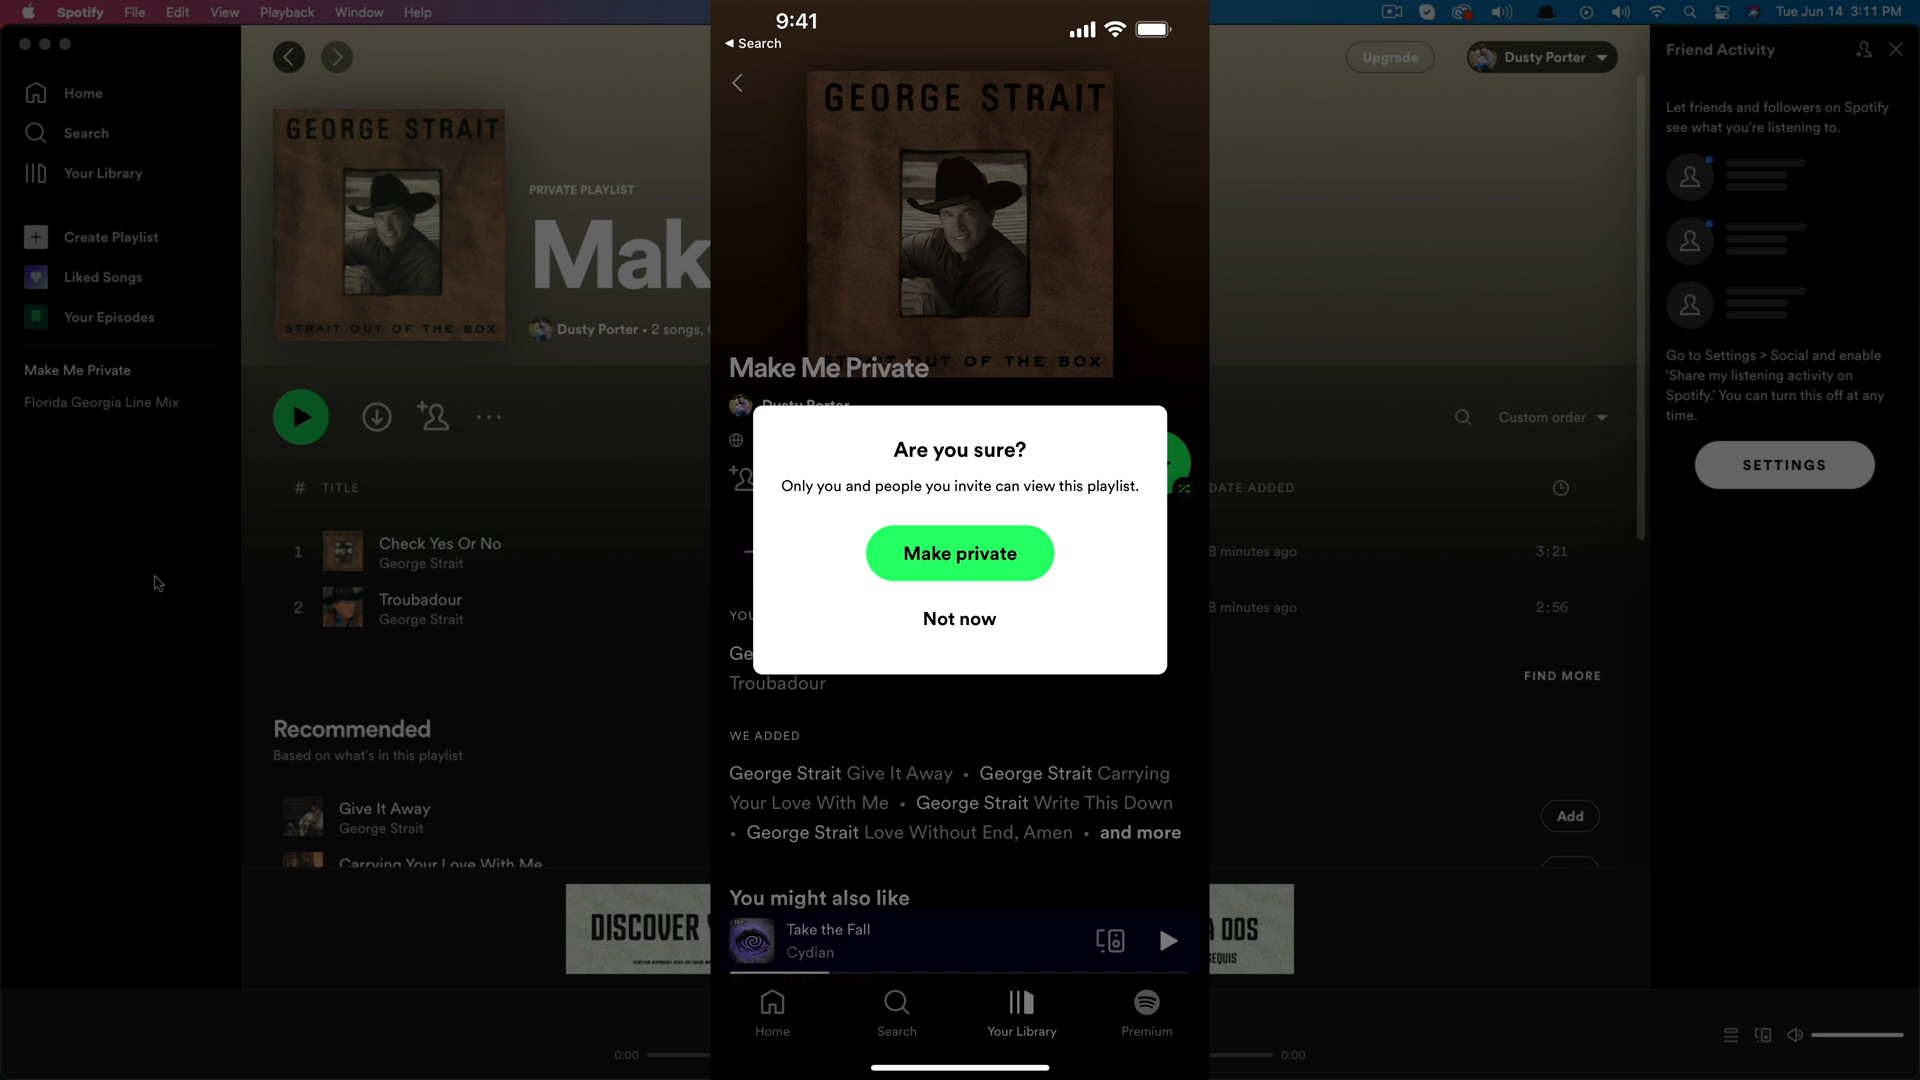 Spotify File Edit View Playback Window Help
Tue Jun 14 3:11 PM
Home
Search
Your Library
Create Playlist
Liked Songs
Your Episodes
Make Me Private
Florida Georgia Line Mix
GEORGE STRAIT
STRAIT OUT OF THE BOX
PRIVATE PLAYLIST
Mak
Dusty Porter • 2 songs,
# TITLE
1 Check Yes Or No
George Strait
2 Troubadour
George Strait
Recommended
Based on what's in this playlist
Give It Away
George Strait
Carrying Your Love With Me
DISCOVER
0:00
9:41
Search
GEORGE STRAIT
STRAIT OUT OF THE BOX
Make Me Private
Dusty Porter
Are you sure?
Only you and people you invite can view this playlist.
Make private
Not now
YOU
Ge
Troubadour
WE ADDED
George Strait Give It Away • George Strait Carrying
Your Love With Me • George Strait Write This Down
• George Strait Love Without End, Amen • and more
You might also like
Take the Fall
Cydian
Home Search Your Library Premium
Upgrade
Dusty Porter
Custom order
DATE ADDED
8 minutes ago 3:21
8 minutes ago 2:56
FIND MORE
Add
A DOS
SEQUIS
0:00
Friend Activity
Let friends and followers on Spotify
see what you're listening to.
Go to Settings > Social and enable
'Share my listening activity on
Spotify.' You can turn this off at any
time.
SETTINGS